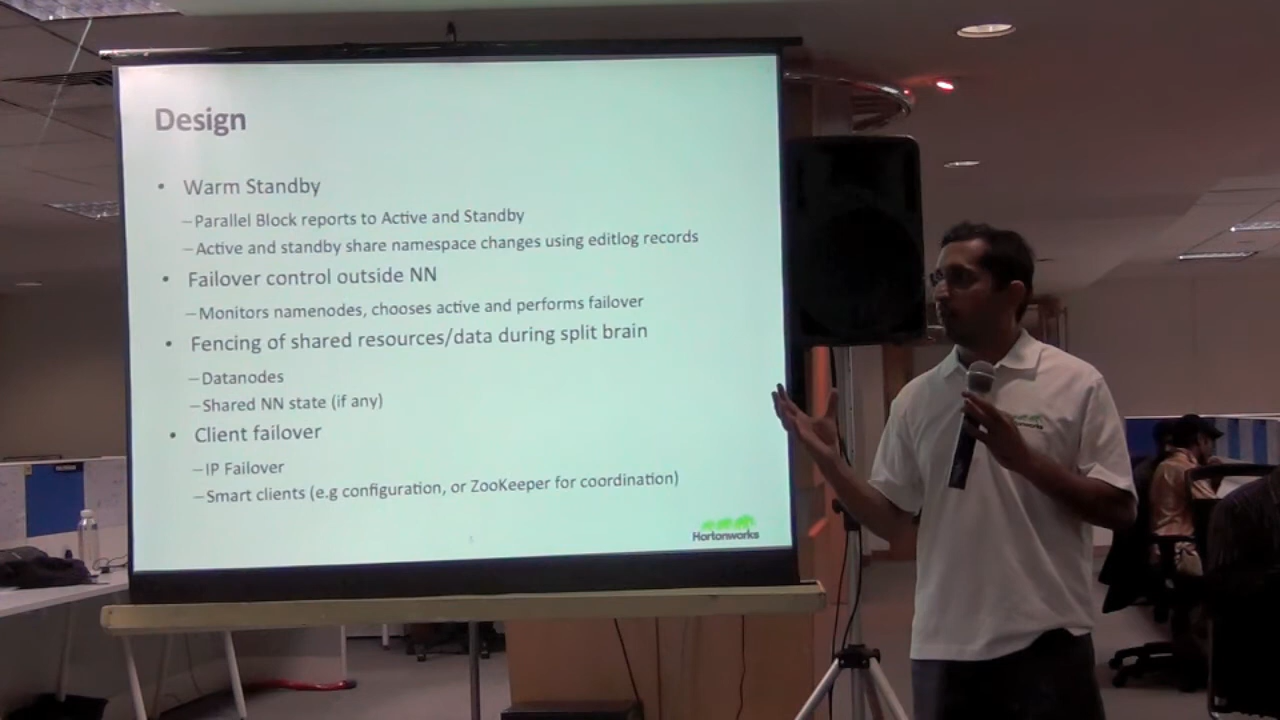 Design
• Warm Standby
–Parallel Block reports to Active and Standby
–Active and standby share namespace changes using editlog records
• Failover control outside NN
–Monitors namenodes, chooses active and performs failover
• Fencing of shared resources/data during split brain
–Datanodes
–Shared NN state (if any)
• Client failover
–IP Failover
–Smart clients (e.g configuration, or ZooKeeper for coordination)
Hortonworks
Hortonworks